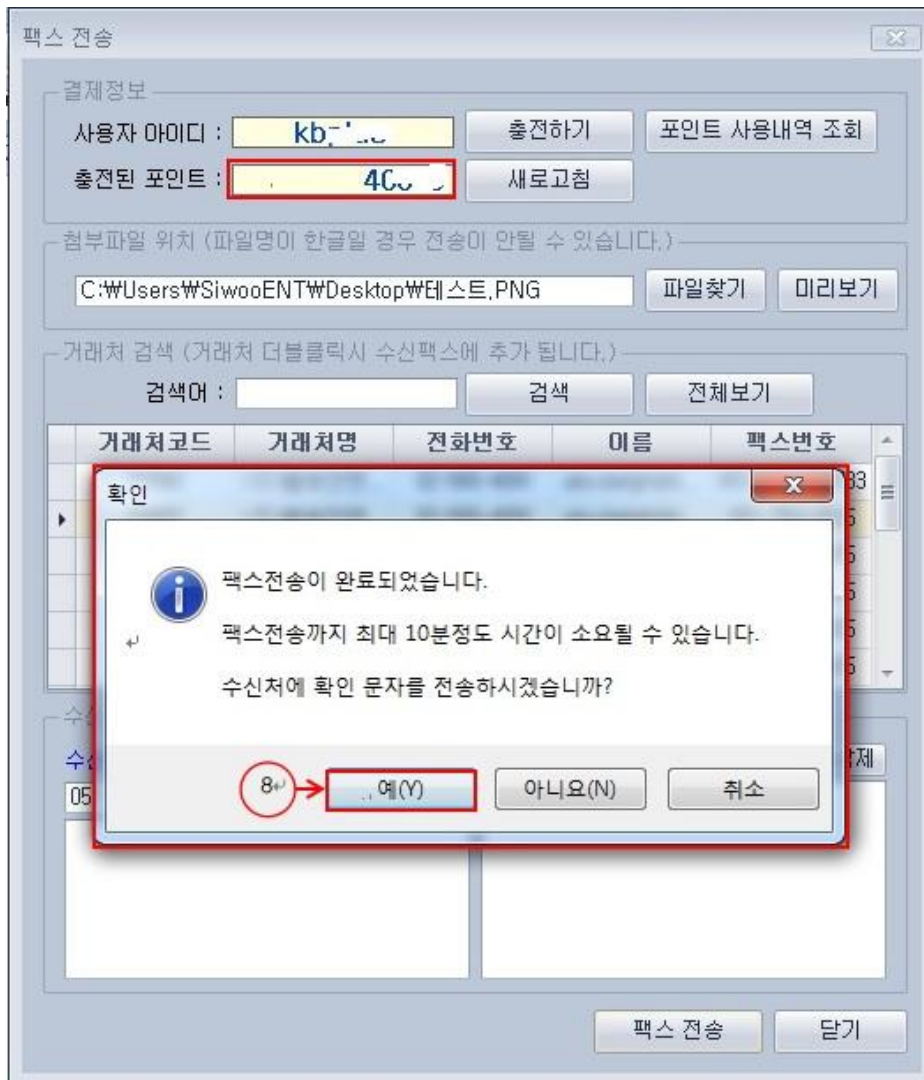 팩스 전송
결제정보
사용자 아이디 : 충전하기 포인트 사용내역 조회
충전된 포인트 : 새로고침
첨부파일 위치 (파일명이 한글일 경우 전송이 안될 수 있습니다.)
C:₩Users₩SiwooENT₩Desktop₩테스트.PNG 파일찾기 미리보기
거래처 검색 (거래처 더블클릭시 수신팩스에 추가 됩니다.)
검색어 : 검색 전체보기
거래처코드 거래처명 전화번호 이름 팩스번호
확인
팩스전송이 완료되었습니다.
팩스전송까지 최대 10분정도 시간이 소요될 수 있습니다.
수신처에 확인 문자를 전송하시겠습니까?
8 예(Y) 아니요(N) 취소
05
팩스 전송 닫기